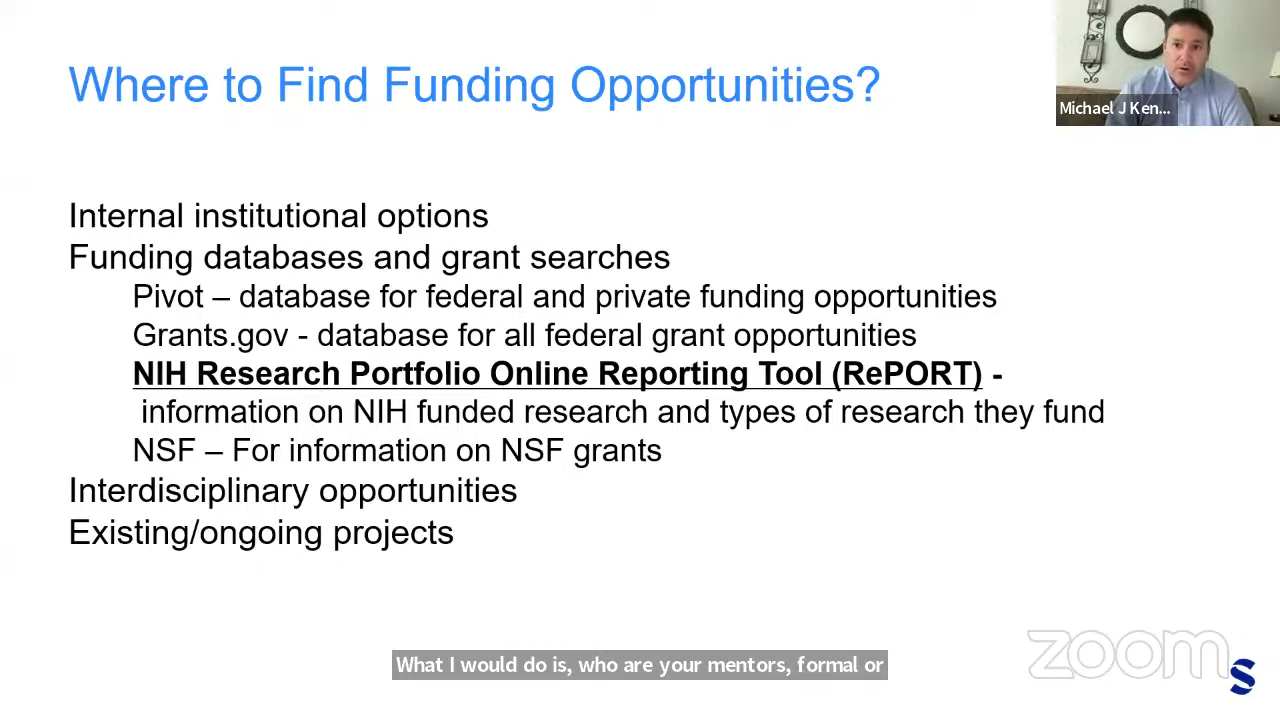 Where to Find Funding Opportunities?
Michael J Ken...
Internal institutional options
Funding databases and grant searches
Pivot – database for federal and private funding opportunities
Grants.gov - database for all federal grant opportunities
NIH Research Portfolio Online Reporting Tool (RePORT) -
information on NIH funded research and types of research they fund
NSF – For information on NSF grants
Interdisciplinary opportunities
Existing/ongoing projects
What I would do is, who are your mentors, formal or
zoom
S